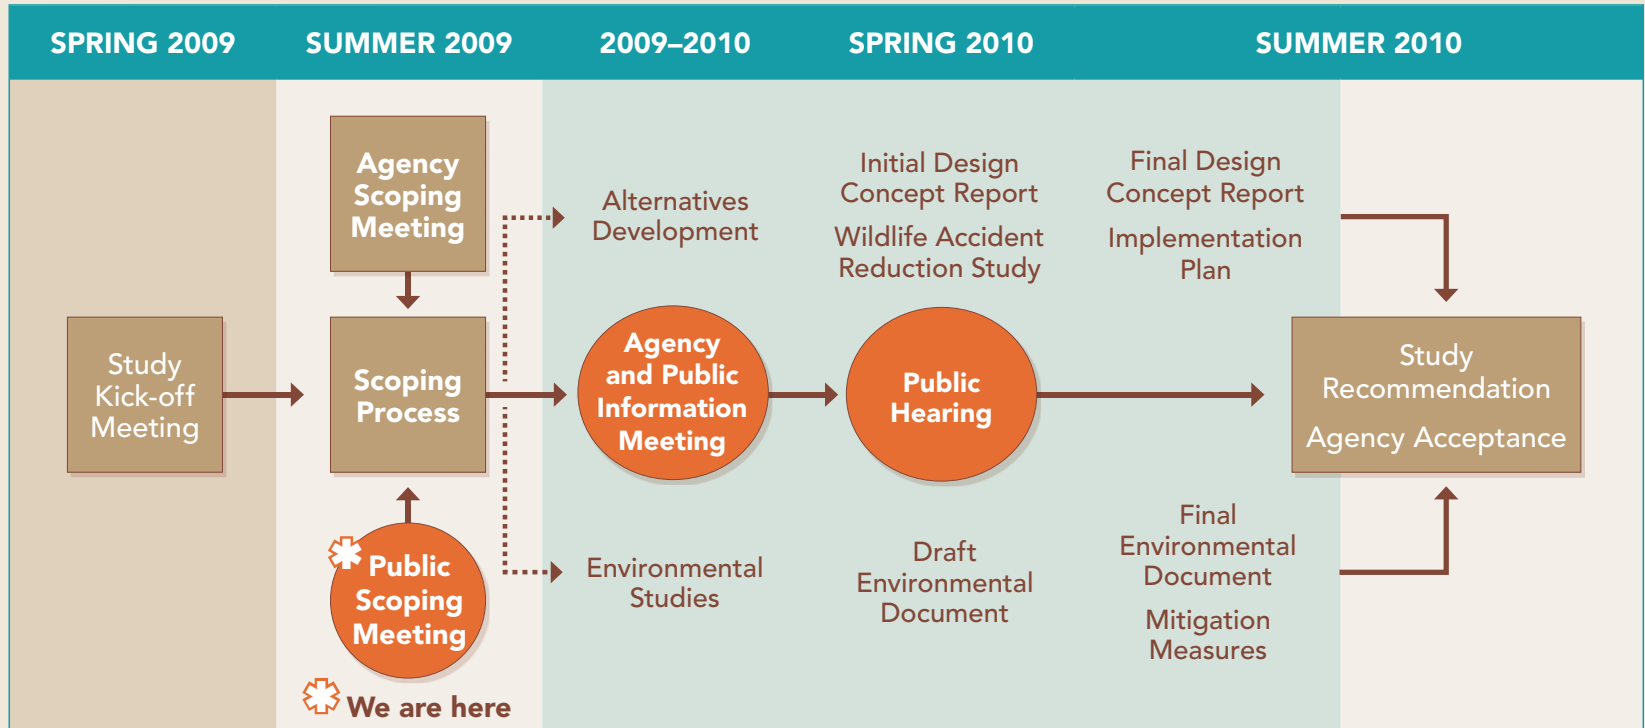 SPRING 2009
SUMMER 2009
2009–2010
SPRING 2010
SUMMER 2010
Study
Kick-off
Meeting
Agency
Scoping
Meeting
Scoping
Process
Public
Scoping
Meeting
We are here
Alternatives
Development
Agency
and Public
Information
Meeting
Environmental
Studies
Initial Design
Concept Report
Wildlife Accident
Reduction Study
Public
Hearing
Draft
Environmental
Document
Final Design
Concept Report
Implementation
Plan
Final
Environmental
Document
Mitigation
Measures
Study
Recommendation
Agency Acceptance